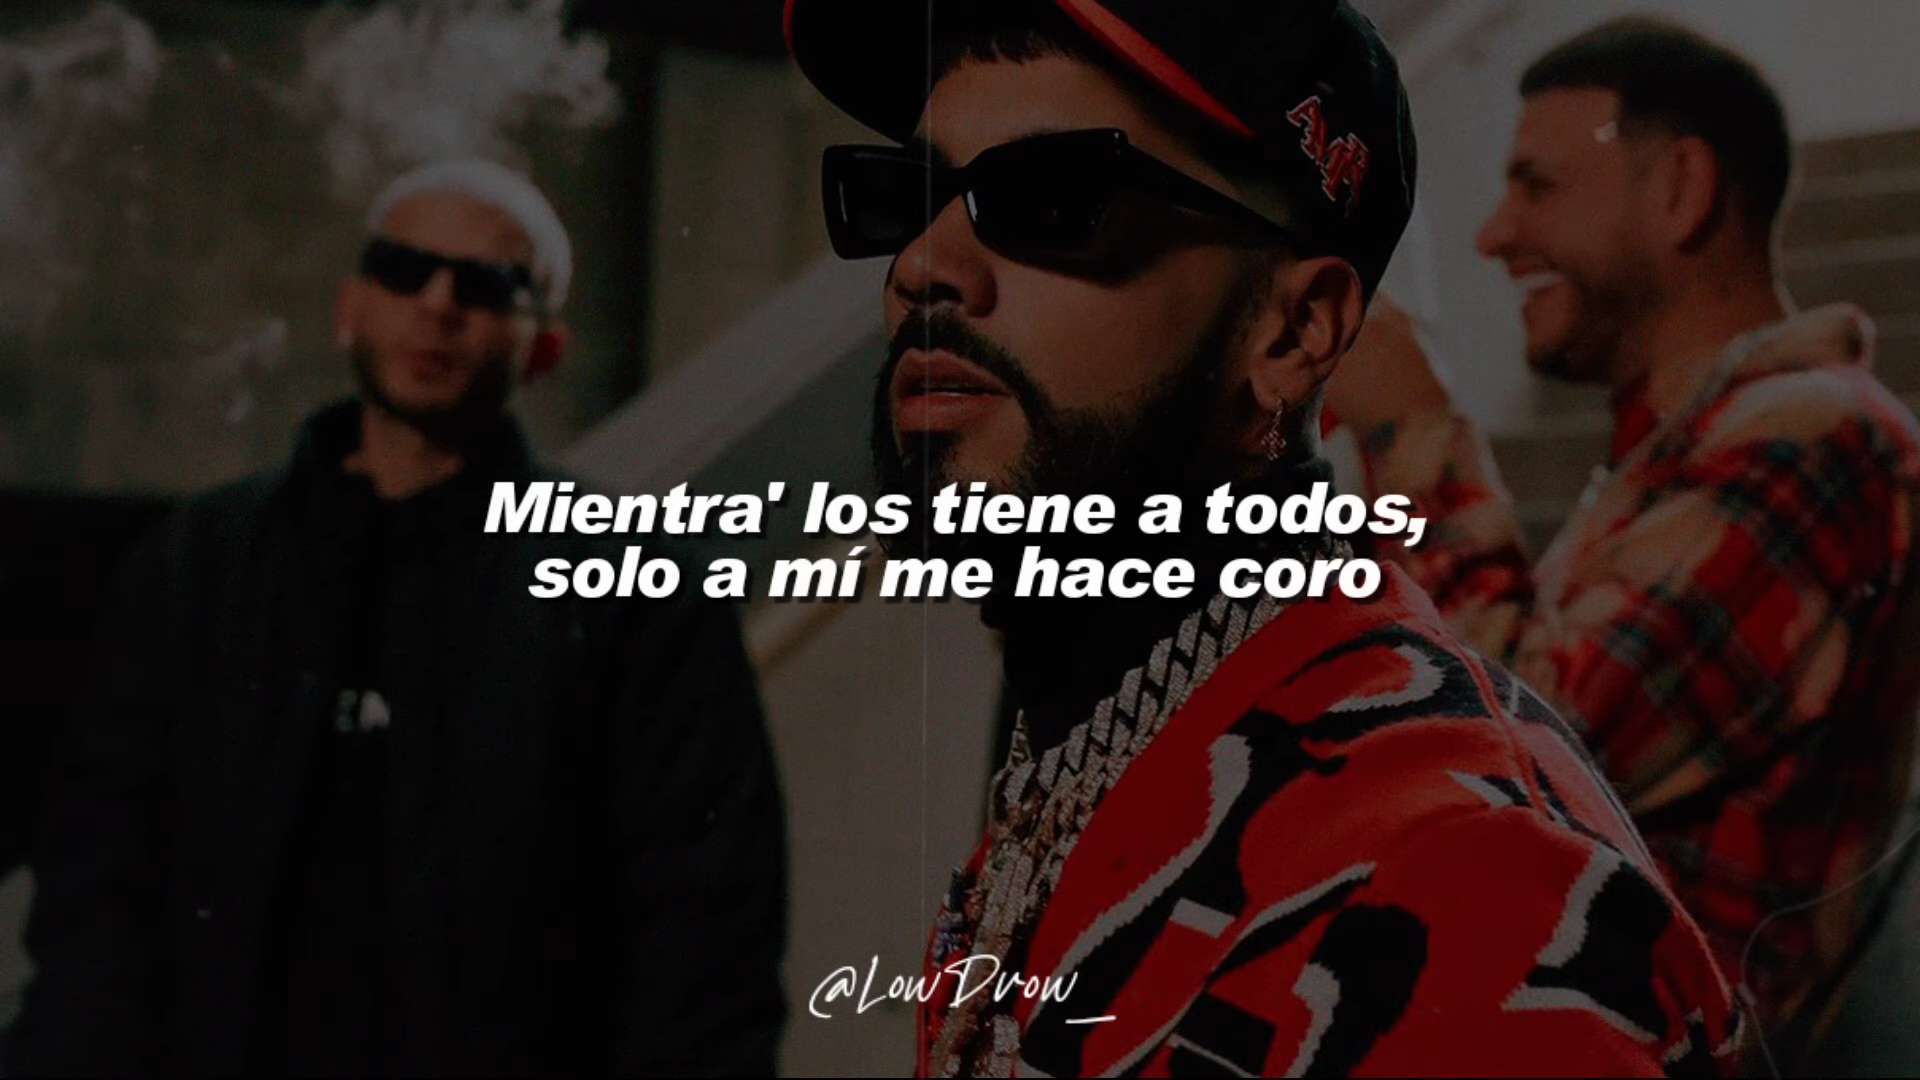 Mientra' los tiene a todos,
solo a mí me hace coro
@LowDrow_